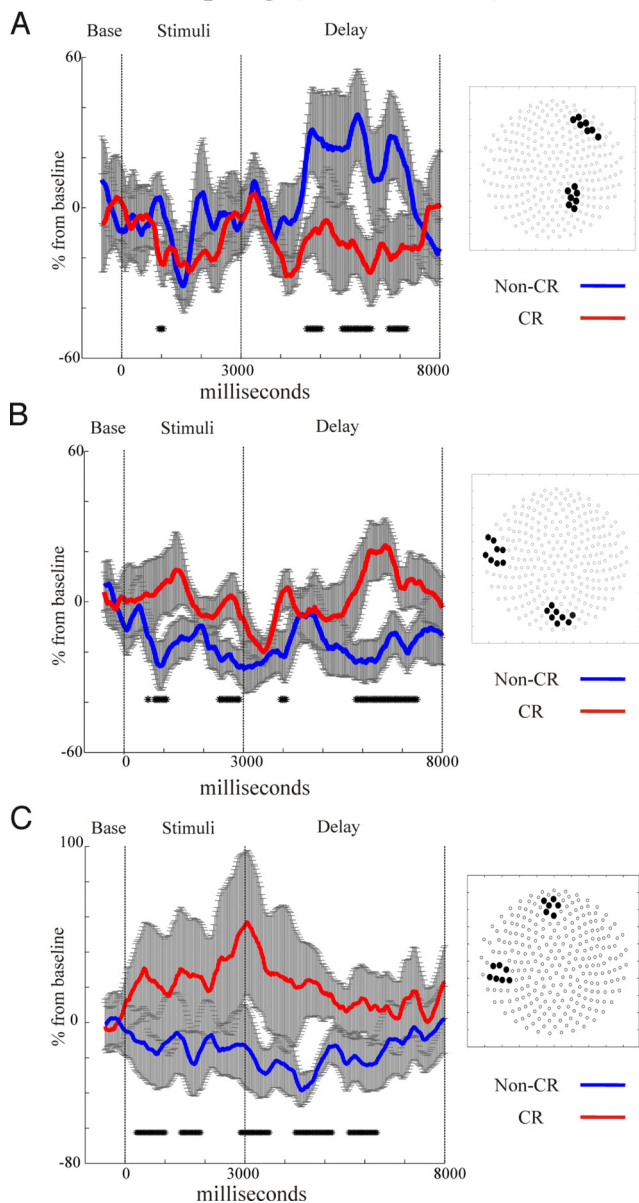 A
Base Stimuli Delay
60
0
-60
% from baseline
0 3000 8000
milliseconds
Non-CR
CR
B
Base Stimuli Delay
60
0
-60
% from baseline
0 3000 8000
milliseconds
Non-CR
CR
C
Base Stimuli Delay
100
0
-80
% from baseline
0 3000 8000
milliseconds
Non-CR
CR